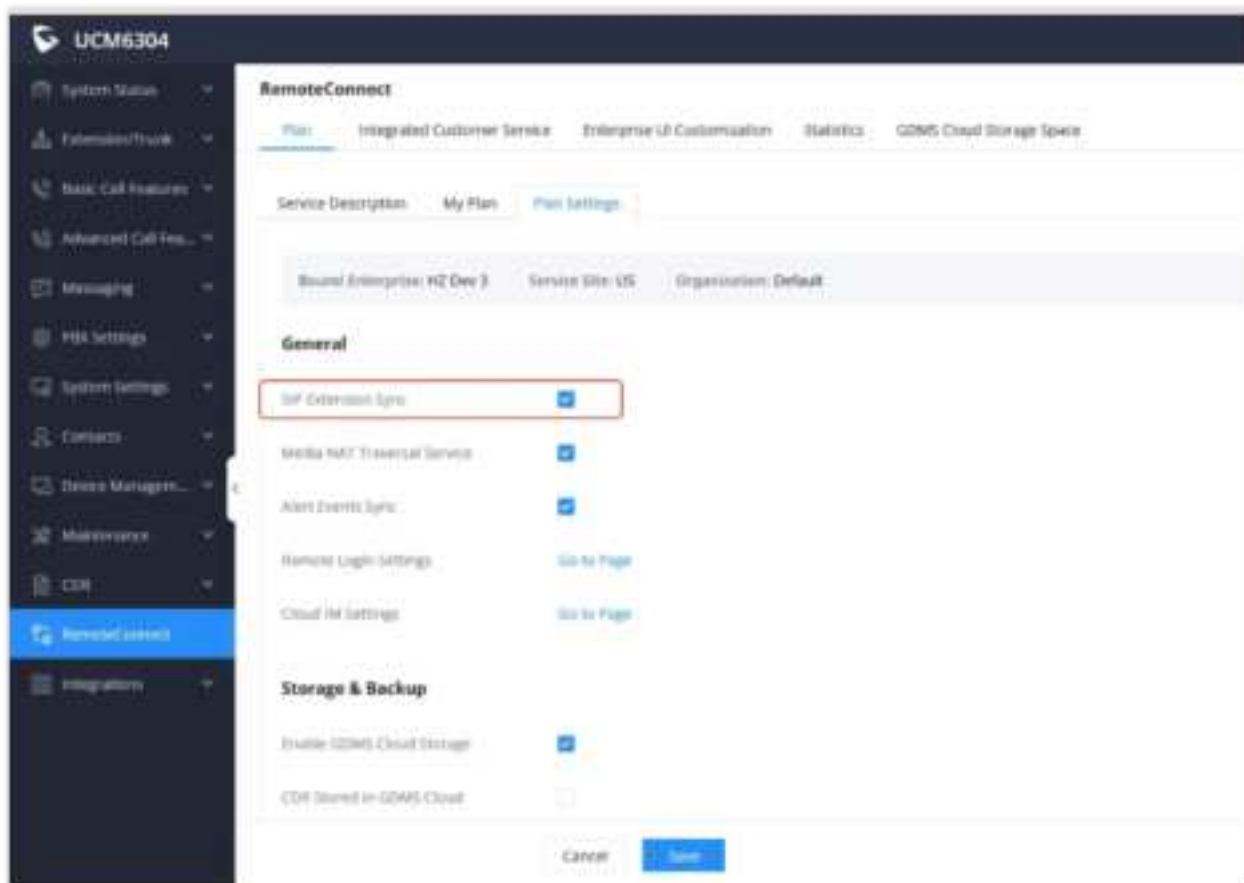 UCM6304
System Status
Extension/Trunk
Basic Call Features
Advanced Call Fea...
Messaging
PBX Settings
System Settings
Contacts
Device Managem...
Maintenance
CDR
RemoteConnect
Integrations
RemoteConnect
Plan Integrated Customer Service Enterprise UI Customization Statistics GDMS Cloud Storage Space
Service Description My Plan Plan Settings
Bound Enterprise: HZ Dev 3 Service Site: US Organization: Default
General
SIP Extension Sync
Media NAT Traversal Service
Alert Events Sync
Remote Login Settings Go to Page
Cloud IM Settings Go to Page
Storage & Backup
Enable GDMS Cloud Storage
CDR Stored in GDMS Cloud
Cancel Save